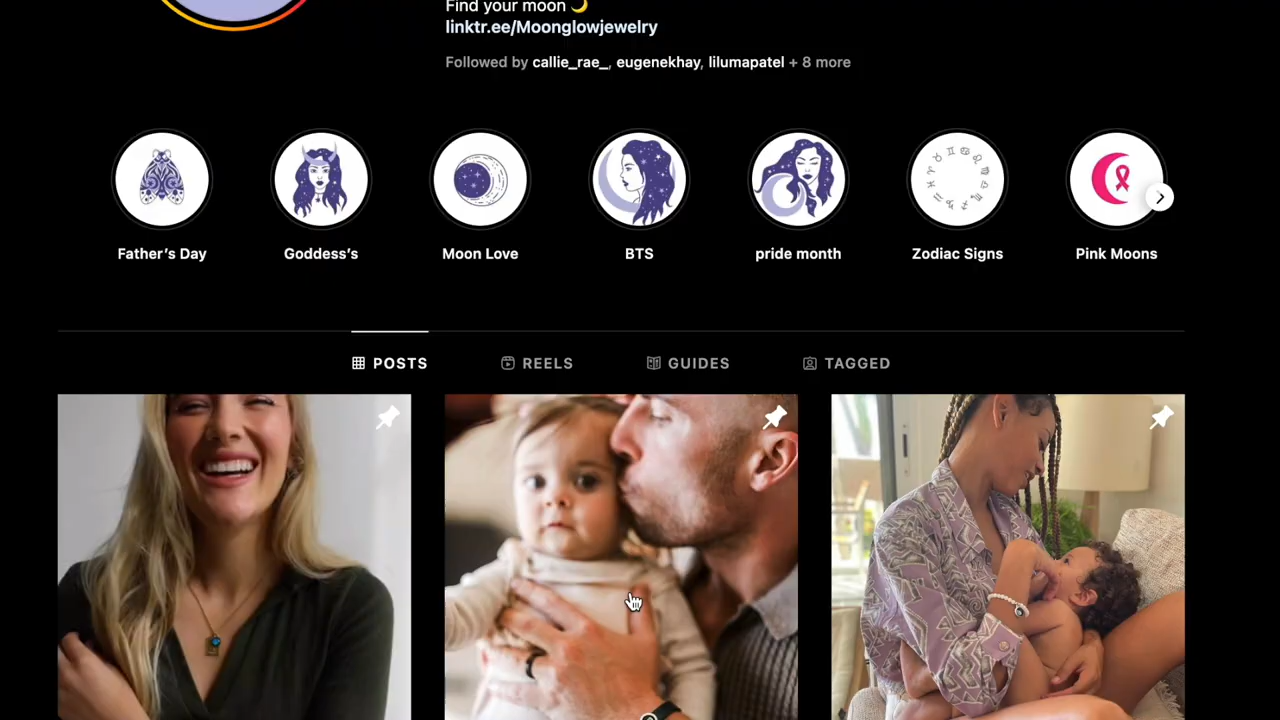 Find your moon 🌙
linktr.ee/Moonglowjewelry
Followed by callie_rae_, eugenekhay, lilumapatel + 8 more
Father's Day
Goddess's
Moon Love
BTS
pride month
Zodiac Signs
Pink Moons
POSTS
REELS
GUIDES
TAGGED